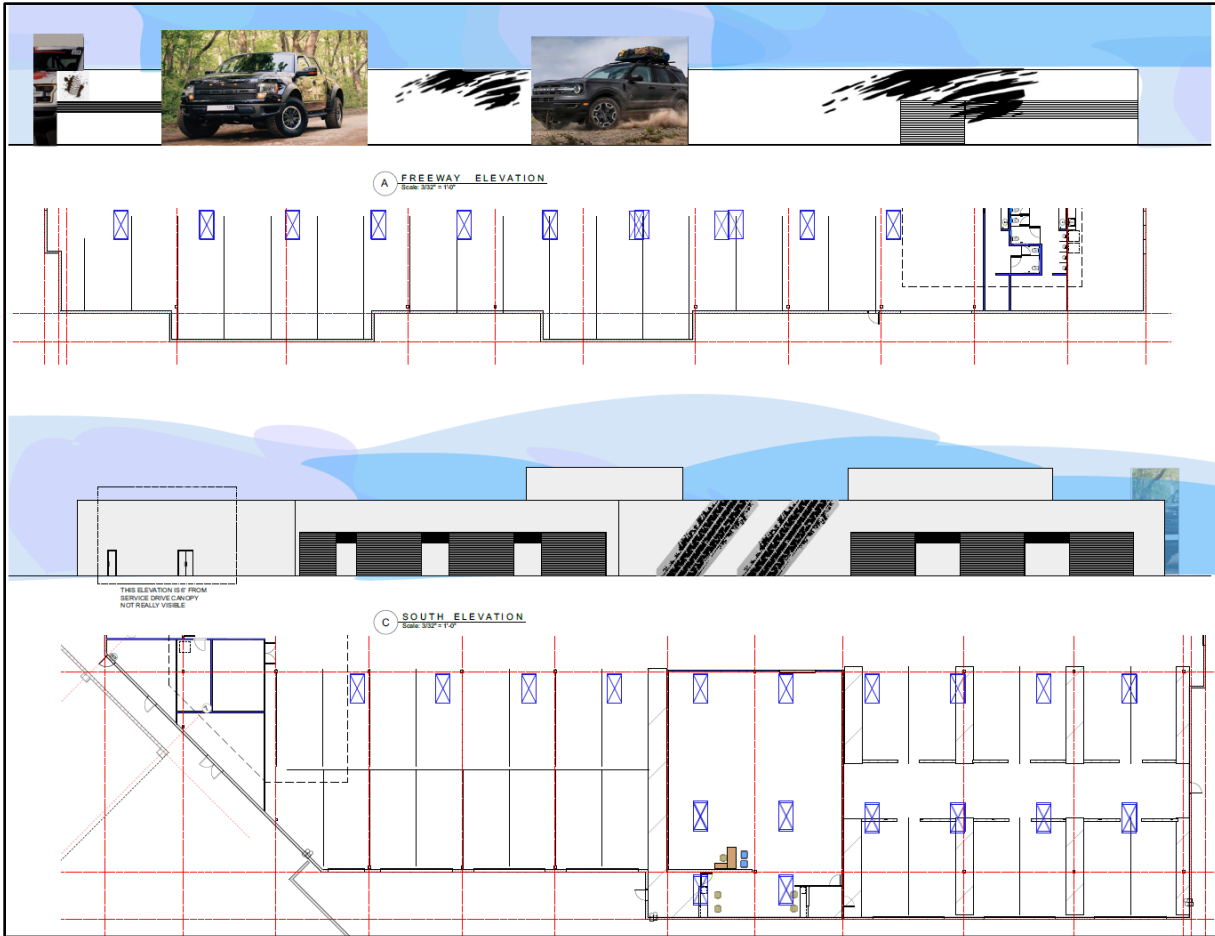 A
FREEWAY ELEVATION
Scale: 3/32" = 1'-0"
THIS ELEVATION IS 6' FROM
SERVICE DRIVE CANOPY
NOT REALLY VISIBLE
C
SOUTH ELEVATION
Scale: 3/32" = 1'-0"